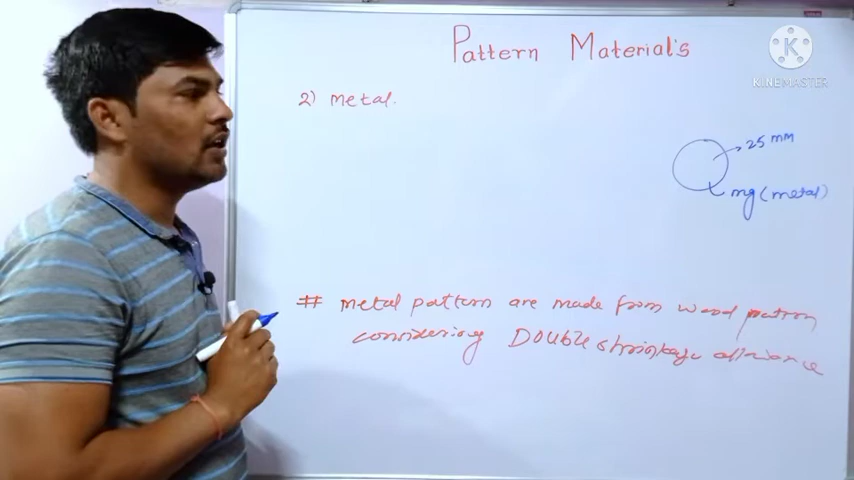 Pattern Material's
K
KINEMASTER
2) Metal.
25 mm
mg (metal)
# metal pattern are made from wood pattern
considering Double shrinkage allowance